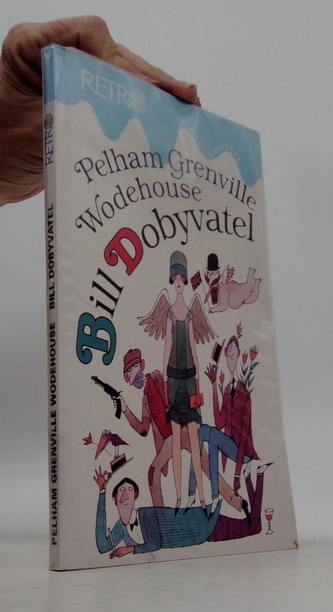 RETRO
Pelham Grenville
Wodehouse
Bill Dobyvatel
PELHAM GRENVILLE WODEHOUSE BILL DOBYVATEL RETRO